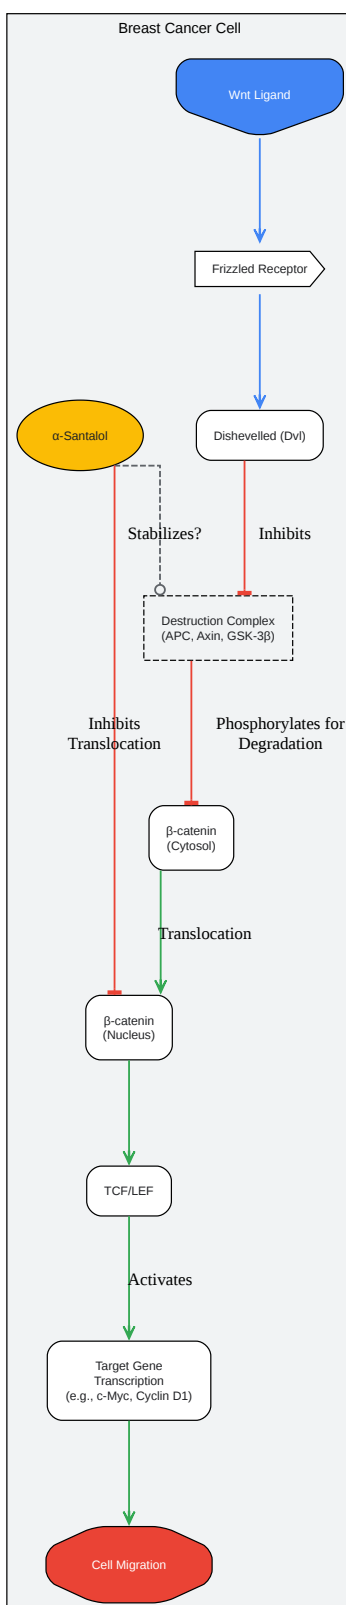 Breast Cancer Cell
Wnt Ligand
Frizzled Receptor
α-Santalol
Dishevelled (Dvl)
Stabilizes?
Inhibits
Destruction Complex
(APC, Axin, GSK-3β)
Inhibits
Translocation
Phosphorylates for
Degradation
β-catenin
(Cytosol)
Translocation
β-catenin
(Nucleus)
TCF/LEF
Activates
Target Gene
Transcription
(e.g., c-Myc, Cyclin D1)
Cell Migration